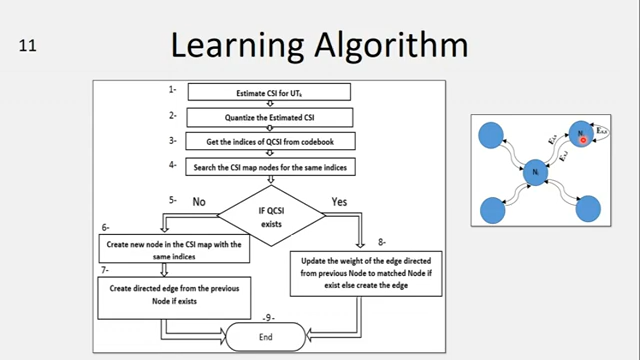 11
Learning Algorithm
1-
Estimate CSI for UTk
2-
Quantize the Estimated CSI
3-
Get the indices of QCSI from codebook
4-
Search the CSI map nodes for the same indices
5-
No
IF QCSI
exists
Yes
6-
Create new node in the CSI map with the
same indices
7-
Create directed edge from the previous
Node if exists
8-
Update the weight of the edge directed
from previous Node to matched Node if
exist else create the edge
-9-
End